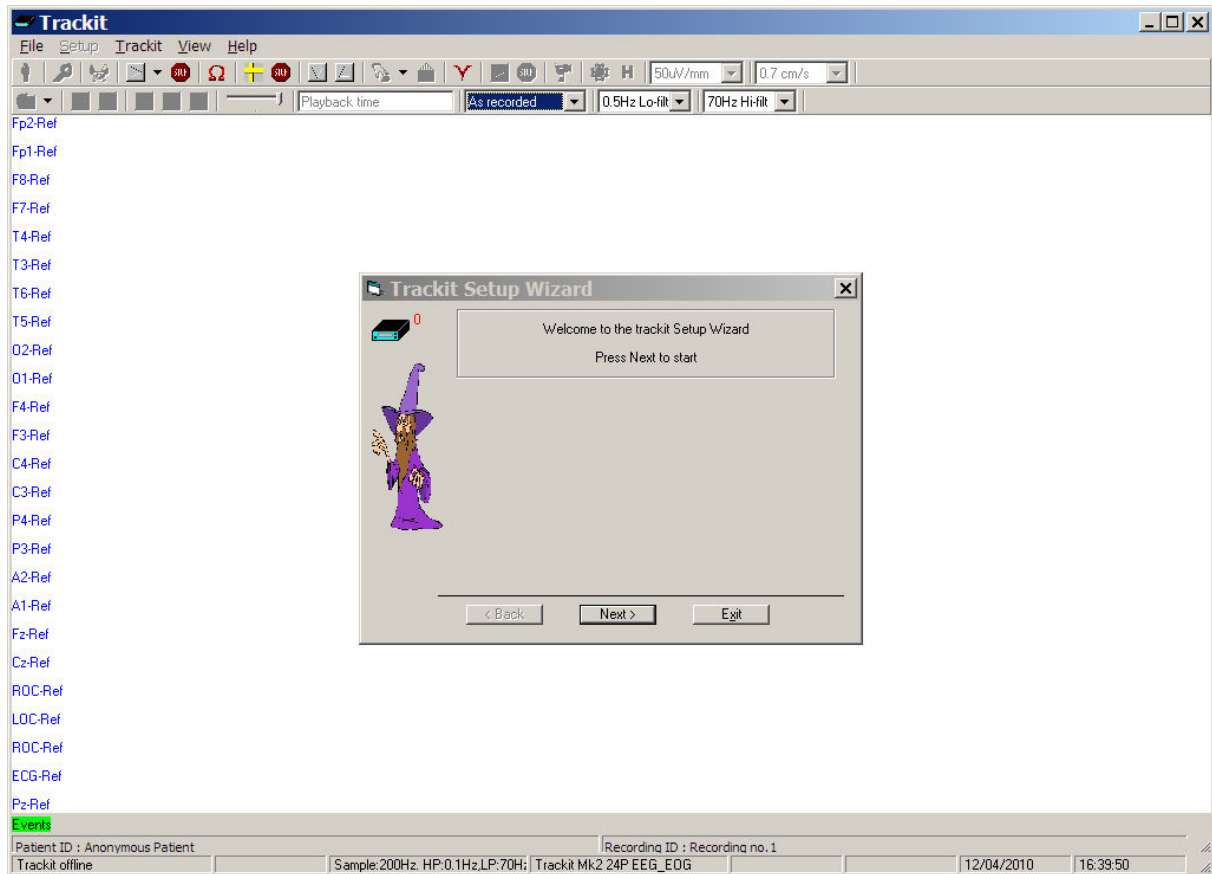 Trackit
File Setup Trackit View Help
50uV/mm 0.7 cm/s
Playback time As recorded 0.5Hz Lo-filt 70Hz Hi-filt
Fp2-Ref
Fp1-Ref
F8-Ref
F7-Ref
T4-Ref
T3-Ref
T6-Ref
T5-Ref
O2-Ref
O1-Ref
F4-Ref
F3-Ref
C4-Ref
C3-Ref
P4-Ref
P3-Ref
A2-Ref
A1-Ref
Fz-Ref
Cz-Ref
ROC-Ref
LOC-Ref
ROC-Ref
ECG-Ref
Pz-Ref
Events
Trackit Setup Wizard
0
Welcome to the trackit Setup Wizard
Press Next to start
< Back Next > Exit
Patient ID : Anonymous Patient Recording ID : Recording no.1
Trackit offline Sample:200Hz. HP:0.1Hz,LP:70H; Trackit Mk2 24P EEG_EOG 12/04/2010 16:39:50